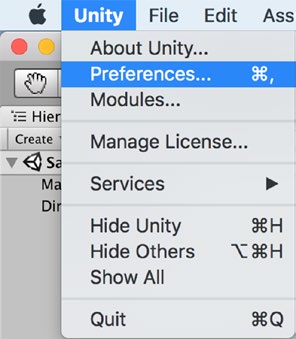 Unity File Edit Ass
About Unity...
Preferences... ⌘,
Modules...
Hier
Create
Manage License...
Sa
Services
Ma
Dir
Hide Unity ⌘H
Hide Others ⌥⌘H
Show All
Quit ⌘Q